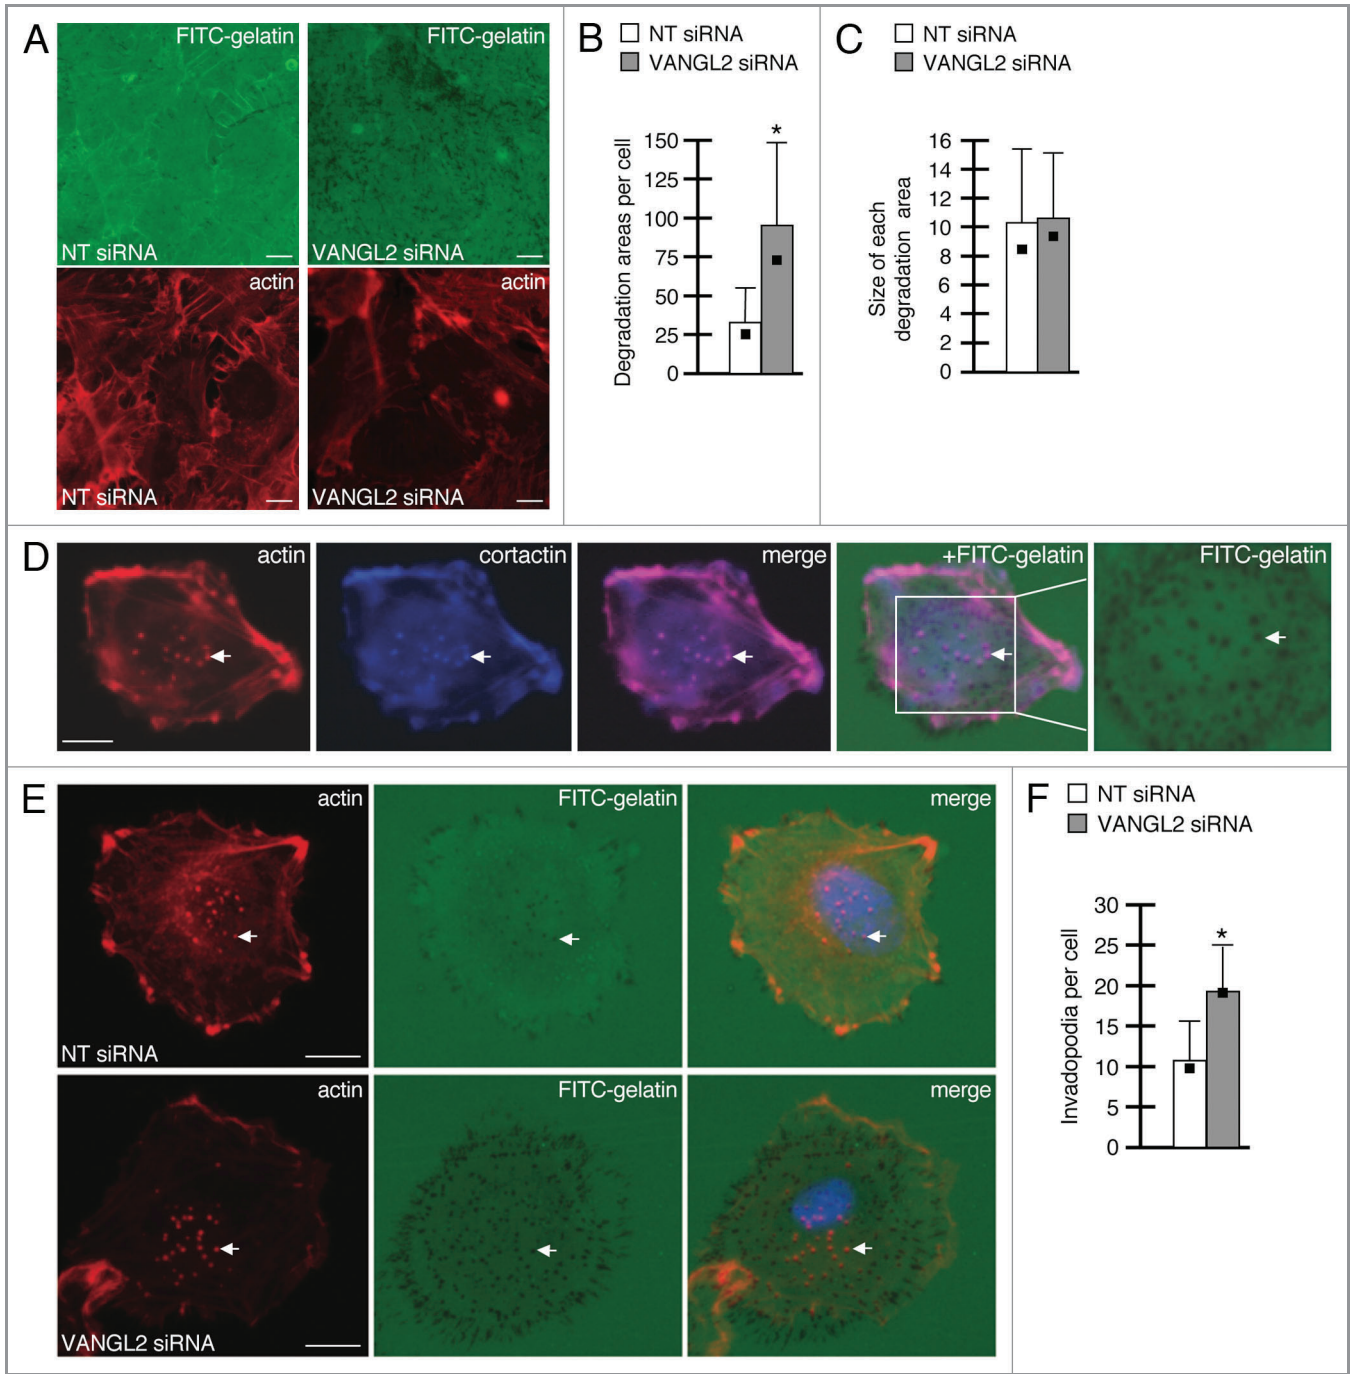 A
FITC-gelatin
FITC-gelatin
NT siRNA
VANGL2 siRNA
actin
actin
NT siRNA
VANGL2 siRNA
B
NT siRNA
VANGL2 siRNA
Degradation areas per cell
150
125
100
75
50
25
0
*
C
NT siRNA
VANGL2 siRNA
Size of each
degradation area
16
14
12
10
8
6
4
2
0
D
actin
cortactin
merge
+FITC-gelatin
FITC-gelatin
E
actin
FITC-gelatin
merge
NT siRNA
actin
FITC-gelatin
merge
VANGL2 siRNA
F
NT siRNA
VANGL2 siRNA
Invadopodia per cell
30
25
20
15
10
5
0
*